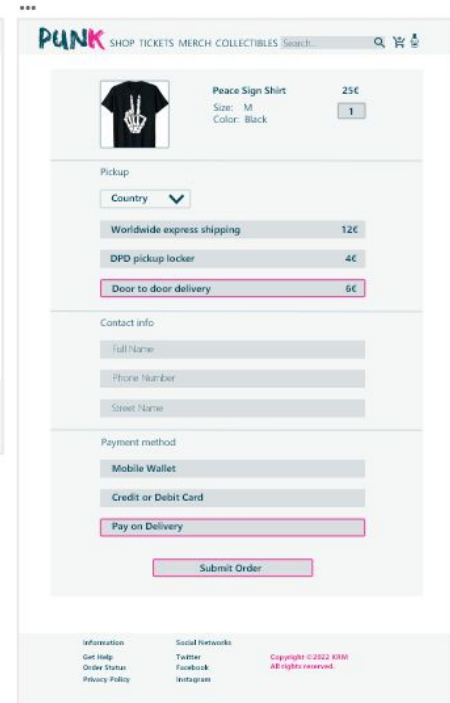 PUNK SHOP TICKETS MERCH COLLECTIBLES Search..
Peace Sign Shirt 25€
Size: M 1
Color: Black
Pickup
Country
Worldwide express shipping 12€
DPD pickup locker 4€
Door to door delivery 6€
Contact info
Full Name
Phone Number
Street Name
Payment method
Mobile Wallet
Credit or Debit Card
Pay on Delivery
Submit Order
Information Social Networks
Get Help Twitter Copyright ©2022 KRM
Order Status Facebook All rights reserved.
Privacy Policy Instagram